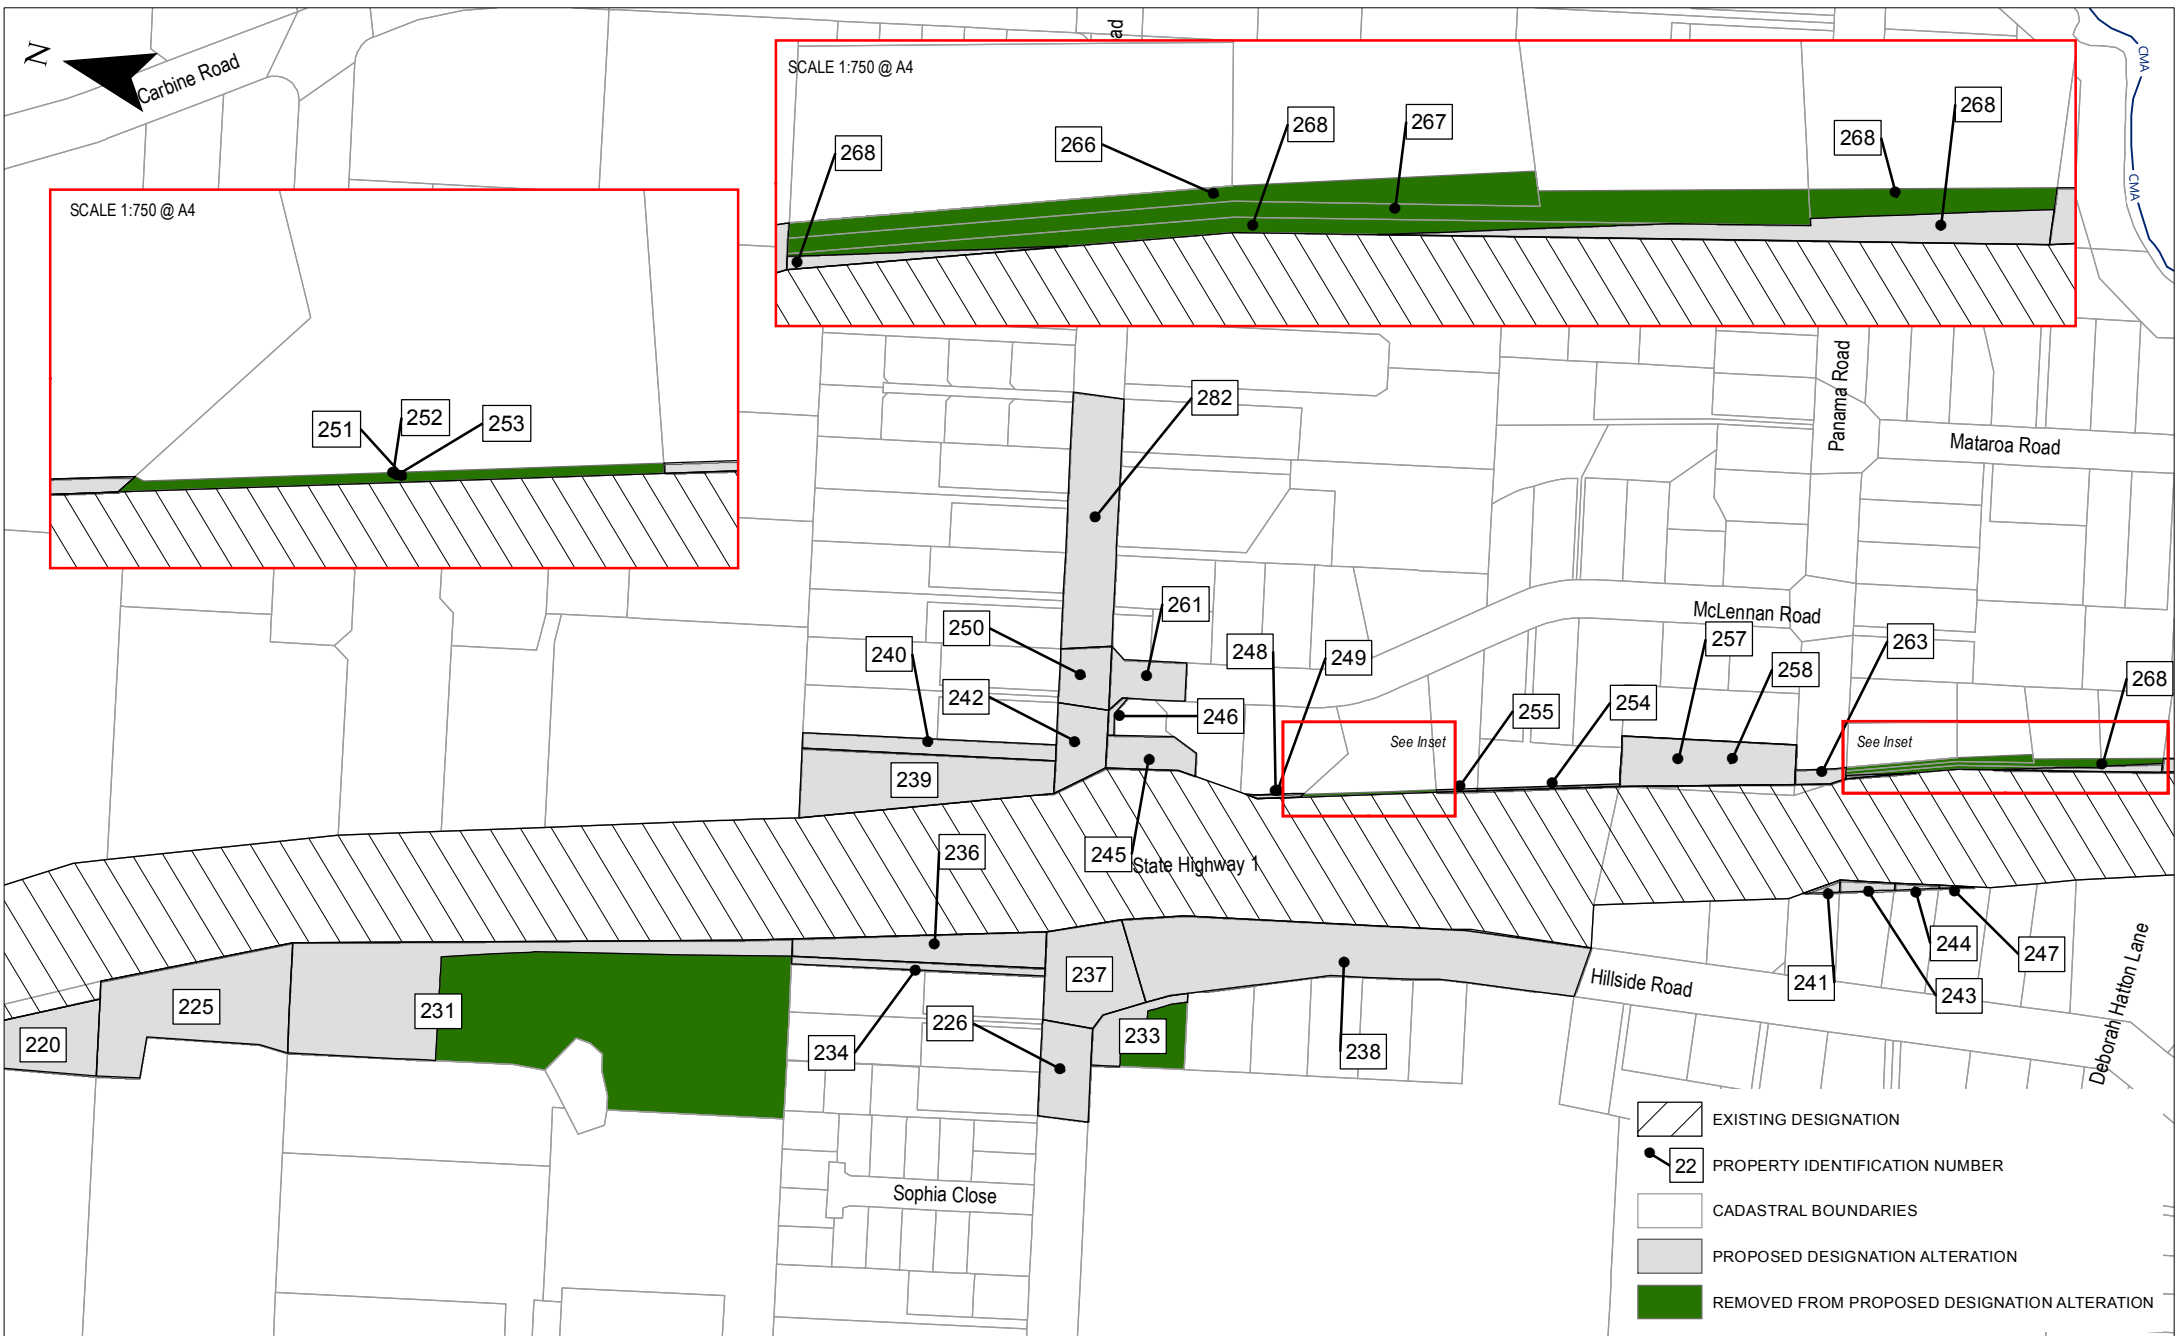 N
Carbine Road
ad
SCALE 1:750 @ A4
268
266
268
267
268
268
CMA
CMA
SCALE 1:750 @ A4
251
252
253
282
Panama Road
Mataroa Road
McLennan Road
261
250
240
242
246
248
249
257
258
263
268
255
254
See Inset
See Inset
239
245
State Highway 1
236
237
231
225
220
234
226
233
238
Hillside Road
241
243
244
247
Deborah Hatton Lane
Sophia Close
EXISTING DESIGNATION
22 PROPERTY IDENTIFICATION NUMBER
CADASTRAL BOUNDARIES
PROPOSED DESIGNATION ALTERATION
REMOVED FROM PROPOSED DESIGNATION ALTERATION